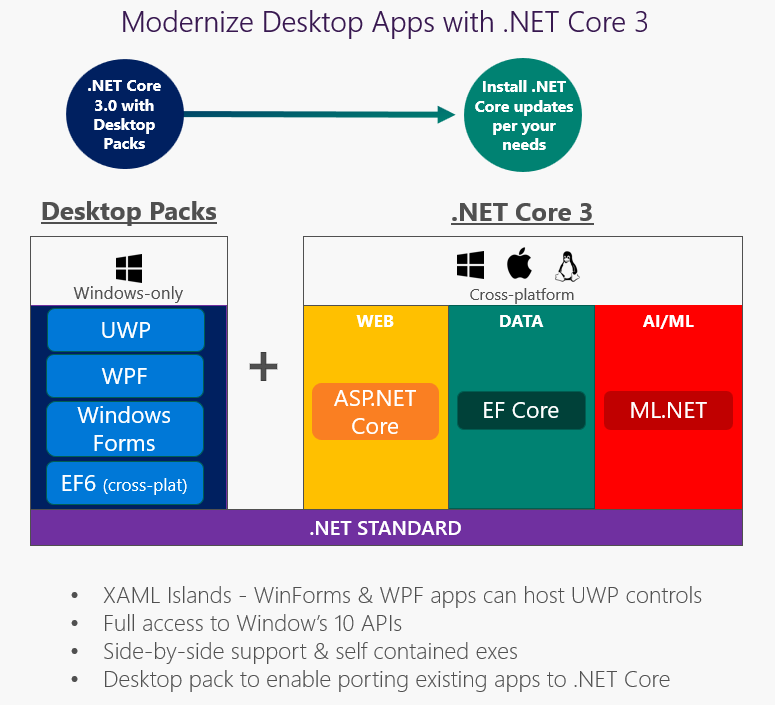 Modernize Desktop Apps with .NET Core 3
.NET Core
3.0 with
Desktop
Packs
Install .NET
Core updates
per your
needs
Desktop Packs
.NET Core 3
Windows-only
Cross-platform
UWP
WPF
Windows
Forms
EF6 (cross-plat)
+
WEB
ASP.NET
Core
DATA
EF Core
AI/ML
ML.NET
.NET STANDARD
• XAML Islands - WinForms & WPF apps can host UWP controls
• Full access to Window's 10 APIs
• Side-by-side support & self contained exes
• Desktop pack to enable porting existing apps to .NET Core